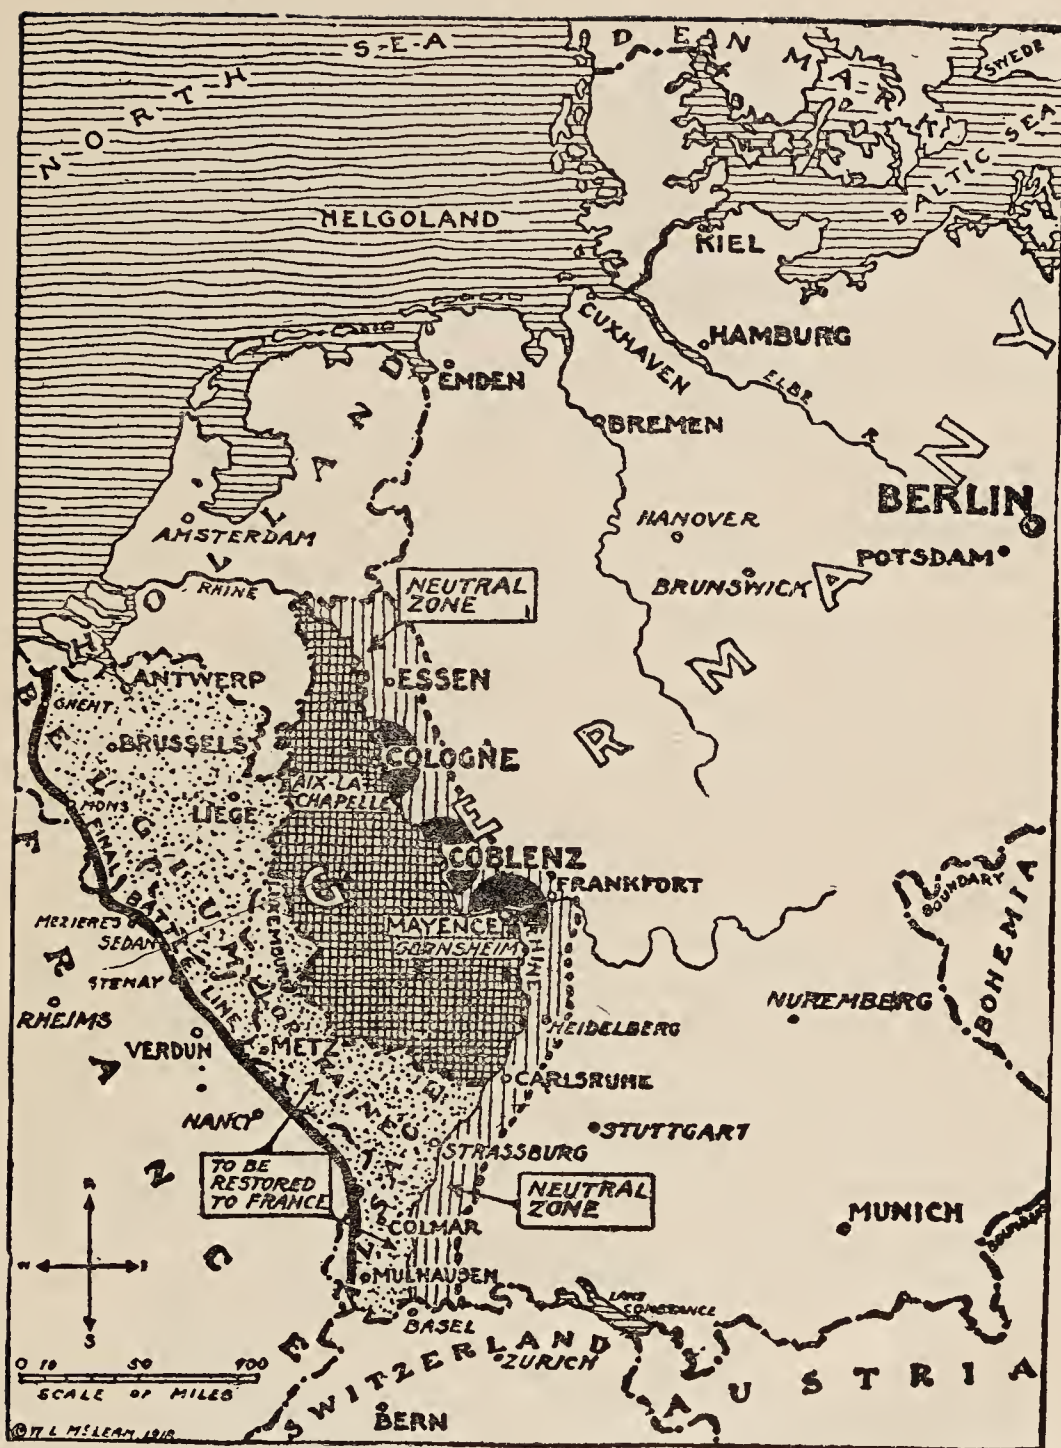 NORTH SEA
DENMARK
SWEDE
BALTIC SEA
HELGOLAND
KIEL
CUXHAVEN
HAMBURG
ELBE R.
EMDEN
BREMEN
HOLLAND
GERMANY
BERLIN
POTSDAM
HANOVER
BRUNSWICK
AMSTERDAM
RHINE
NEUTRAL
ZONE
ANTWERP
GHENT
ESSEN
BELGIUM
BRUSSELS
COLOGNE
AIX-LA-
CHAPELLE
MONS
LIEGE
FINAL BATTLE LINE
COBLENZ
FRANKFORT
LUXEMBURG
MAYENCE
GERNSHEIM
RHINE
MEZIERES
SEDAN
STENAY
BOUNDARY
BOHEMIA
NUREMBERG
RHEIMS
VERDUN
METZ
LORRAINE
HEIDELBERG
CARLSRUHE
NANCY
STUTTGART
STRASSBURG
ALSACE
TO BE
RESTORED
TO FRANCE
NEUTRAL
ZONE
COLMAR
MUNICH
MULHAUSEN
FRANCE
LAKE
CONSTANCE
BASEL
SWITZERLAND
ZURICH
AUSTRIA
BERN
N
W
E
S
0 10 50 100
SCALE OF MILES